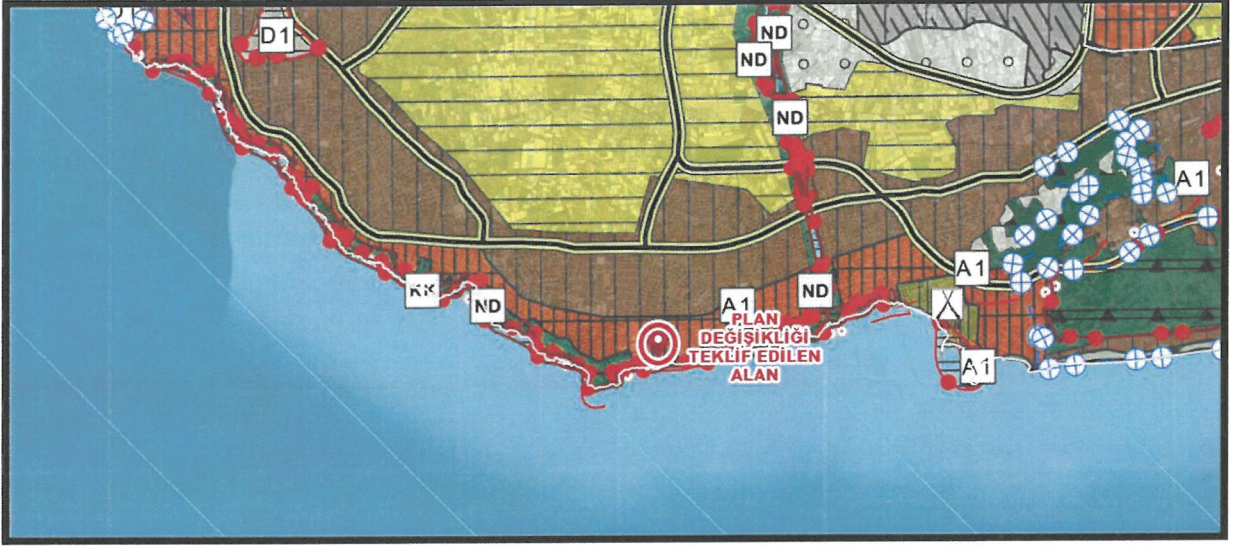 D1
ND
ND
ND
A1
A1
KK
ND
A1
ND
PLAN
DEĞİŞİKLİĞİ
TEKLİF EDİLEN
ALAN
A1